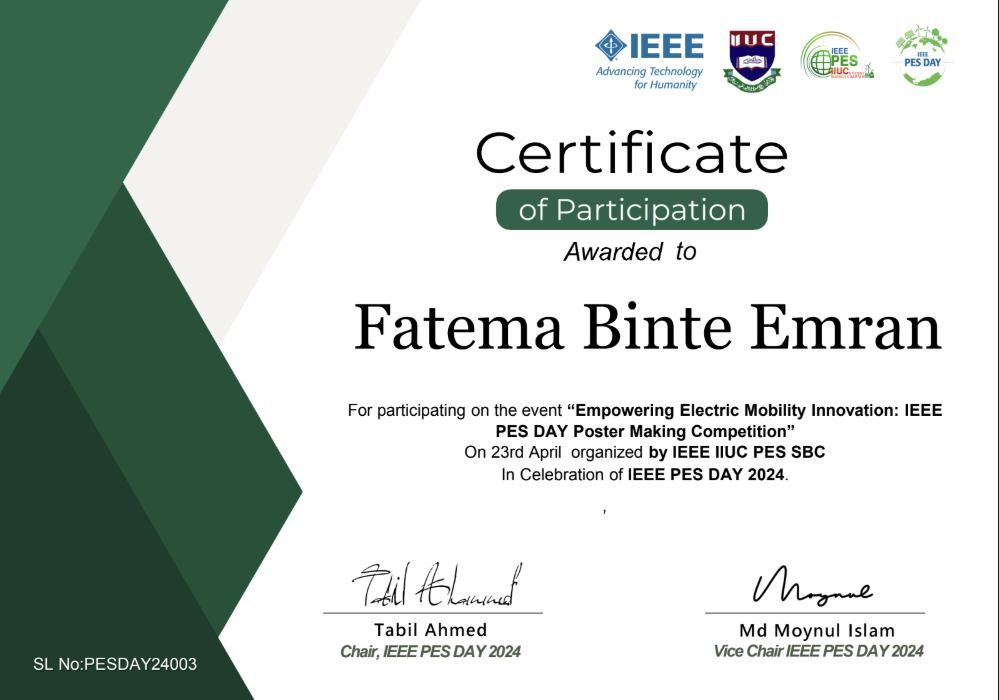 IEEE
Advancing Technology
for Humanity
IIUC
IEEE
PES
IIUC
IEEE
PES DAY
Certificate
of Participation
Awarded to
Fatema Binte Emran
For participating on the event “Empowering Electric Mobility Innovation: IEEE
PES DAY Poster Making Competition”
On 23rd April organized by IEEE IIUC PES SBC
In Celebration of IEEE PES DAY 2024.
,
Tabil Ahmed
Moynul
Tabil Ahmed
Md Moynul Islam
Chair, IEEE PES DAY 2024
Vice Chair IEEE PES DAY 2024
SL No:PESDAY24003